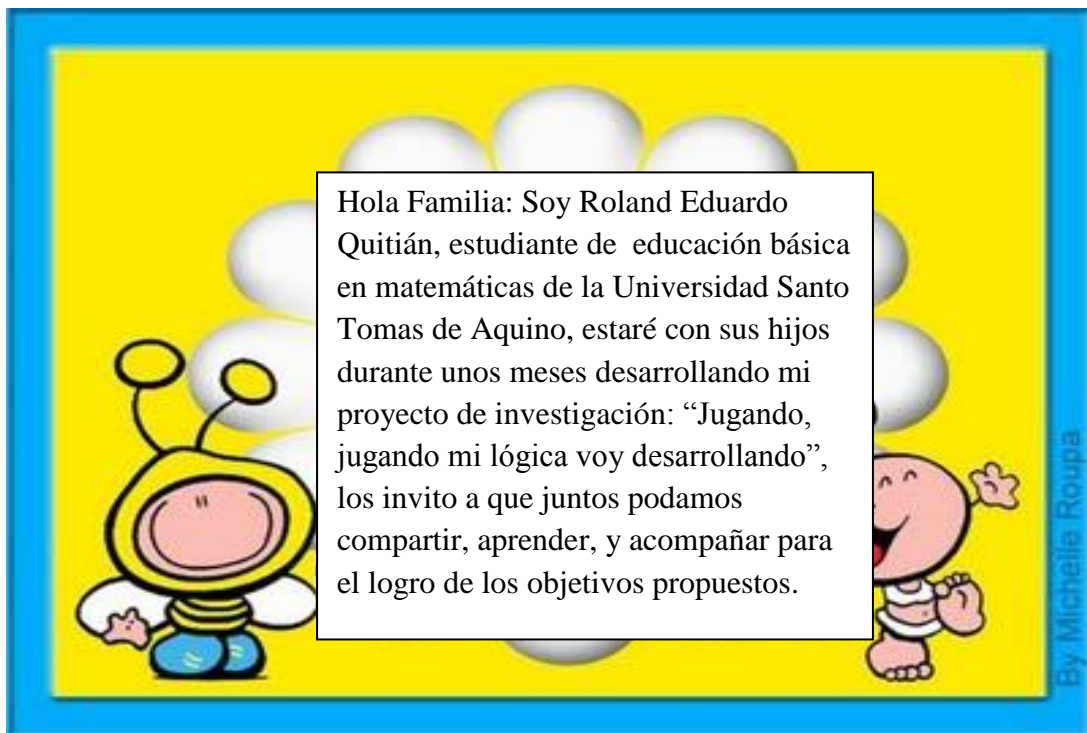 Hola Familia: Soy Roland Eduardo
Quitián, estudiante de educación básica
en matemáticas de la Universidad Santo
Tomas de Aquino, estaré con sus hijos
durante unos meses desarrollando mi
proyecto de investigación: “Jugando,
jugando mi lógica voy desarrollando”,
los invito a que juntos podamos
compartir, aprender, y acompañar para
el logro de los objetivos propuestos.
By Michelle Roupa